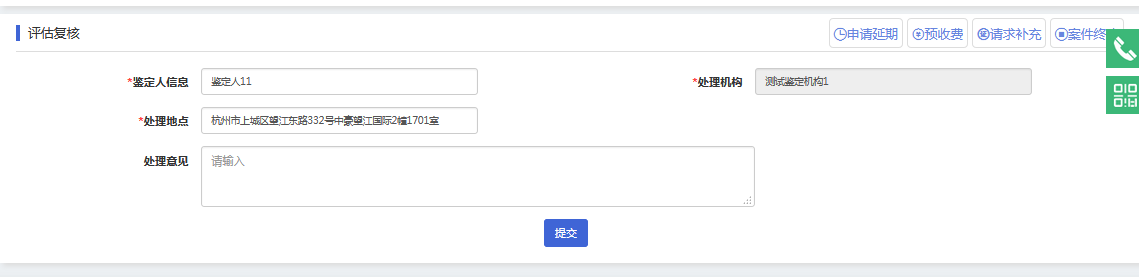 评估复核
申请延期 预收费 请求补充 案件终
*鉴定人信息 鉴定人11 *处理机构 测试鉴定机构1
*处理地点 杭州市上城区望江东路332号中豪望江国际2幢1701室
处理意见 请输入
提交